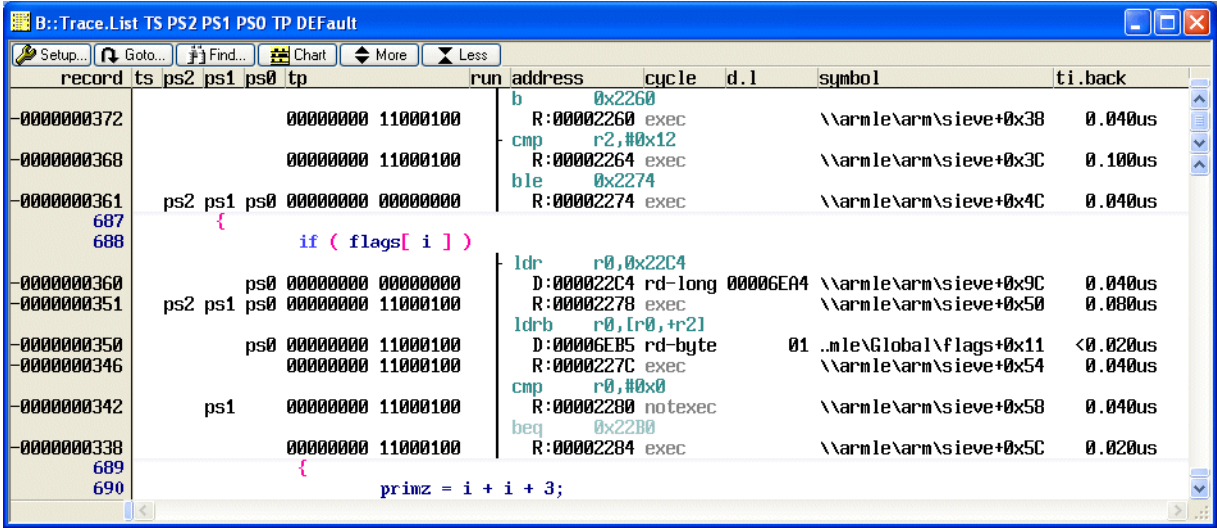 B::Trace.List TS PS2 PS1 PS0 TP DEFault
Setup... Goto... Find... Chart More Less
record ts ps2 ps1 ps0 tp run address cycle d.l symbol ti.back
b 0x2260
-0000000372 00000000 11000100 R:00002260 exec \\armle\arm\sieve+0x38 0.040us
cmp r2,#0x12
-0000000368 00000000 11000100 R:00002264 exec \\armle\arm\sieve+0x3C 0.100us
ble 0x2274
-0000000361 ps2 ps1 ps0 00000000 00000000 R:00002274 exec \\armle\arm\sieve+0x4C 0.040us
687 {
688 if ( flags[ i ] )
ldr r0,0x22C4
-0000000360 ps0 00000000 00000000 D:000022C4 rd-long 00006EA4 \\armle\arm\sieve+0x9C 0.040us
-0000000351 ps2 ps1 ps0 00000000 11000100 R:00002278 exec \\armle\arm\sieve+0x50 0.080us
ldrb r0,[r0,+r2]
-0000000350 ps0 00000000 11000100 D:00006EB5 rd-byte 01 ..mle\Global\flags+0x11 <0.020us
-0000000346 00000000 11000100 R:0000227C exec \\armle\arm\sieve+0x54 0.040us
cmp r0,#0x0
-0000000342 ps1 00000000 11000100 R:00002280 notexec \\armle\arm\sieve+0x58 0.040us
beq 0x22B0
-0000000338 00000000 11000100 R:00002284 exec \\armle\arm\sieve+0x5C 0.020us
689 {
690 primz = i + i + 3;